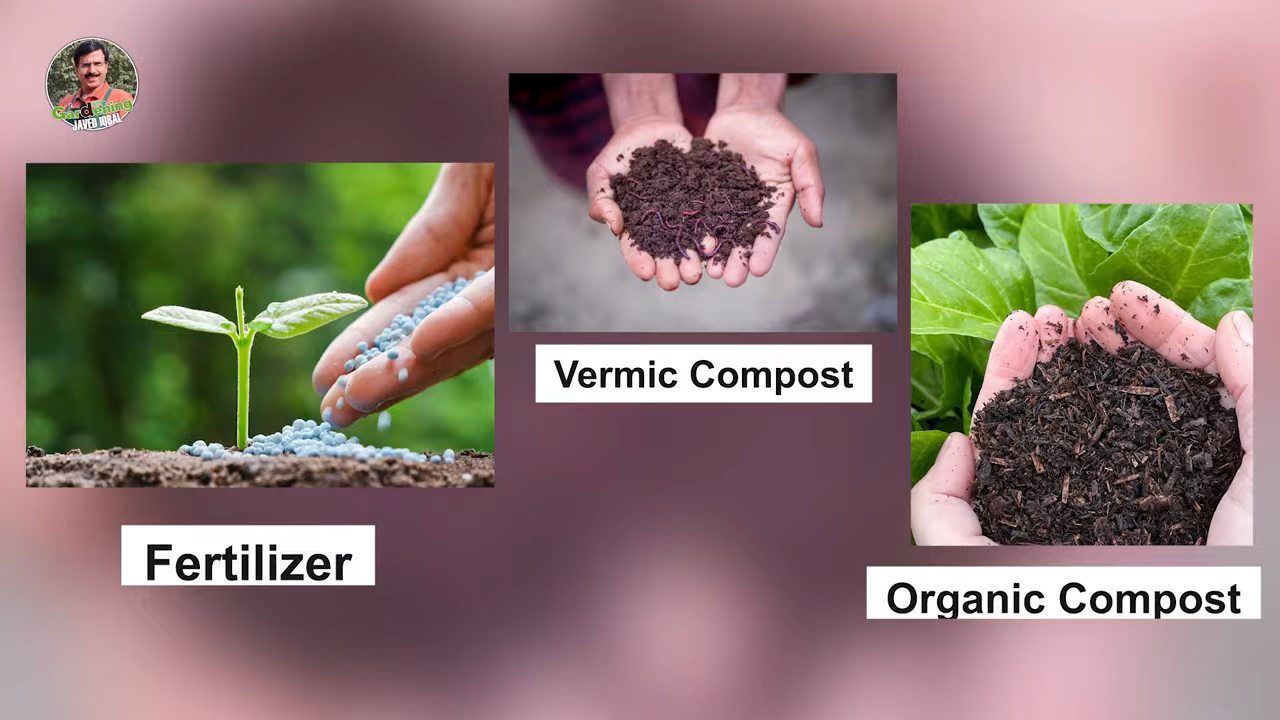 Gardening
JAVED IQBAL
Vermic Compost
Fertilizer
Organic Compost